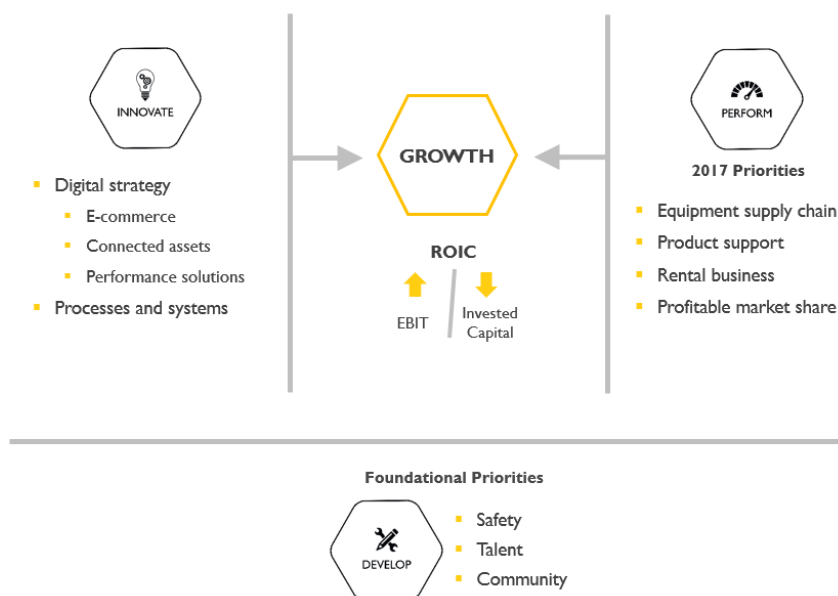 INNOVATE
Digital strategy
E-commerce
Connected assets
Performance solutions
Processes and systems
GROWTH
ROIC
EBIT
Invested
Capital
PERFORM
2017 Priorities
Equipment supply chain
Product support
Rental business
Profitable market share
Foundational Priorities
DEVELOP
Safety
Talent
Community